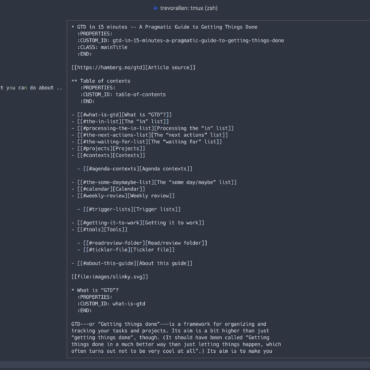 trevorallen: tmux (zsh)
t you can do about ..
* GTD in 15 minutes -- A Pragmatic Guide to Getting Things Done
:PROPERTIES:
:CUSTOM_ID: gtd-in-15-minutes-a-pragmatic-guide-to-getting-things-done
:CLASS: mainTitle
:END:
[[https://hamberg.no/gtd][Article source]]
** Table of contents
:PROPERTIES:
:CUSTOM_ID: table-of-contents
:END:
- [[#what-is-gtd][What is "GTD"?]]
- [[#the-in-list][The "in" list]]
- [[#processing-the-in-list][Processing the "in" list]]
- [[#the-next-actions-list][The "next actions" list]]
- [[#the-waiting-for-list][The "waiting for" list]]
- [[#projects][Projects]]
- [[#contexts][Contexts]]
- [[#agenda-contexts][Agenda contexts]]
- [[#the-some-daymaybe-list][The "some day/maybe" list]]
- [[#calendar][Calendar]]
- [[#weekly-review][Weekly review]]
- [[#trigger-lists][Trigger lists]]
- [[#getting-it-to-work][Getting it to work]]
- [[#tools][Tools]]
- [[#readreview-folder][Read/review folder]]
- [[#tickler-file][Tickler file]]
- [[#about-this-guide][About this guide]]
[[file:images/slinky.svg]]
* What is "GTD"?
:PROPERTIES:
:CUSTOM_ID: what-is-gtd
:END:
GTD---or "Getting things done"---is a framework for organizing and
tracking your tasks and projects. Its aim is a bit higher than just
"getting things done", though. (It should have been called "Getting
things done in a much better way then just letting things happen, which
often turns out not to be very cool at all".) Its aim is to make you